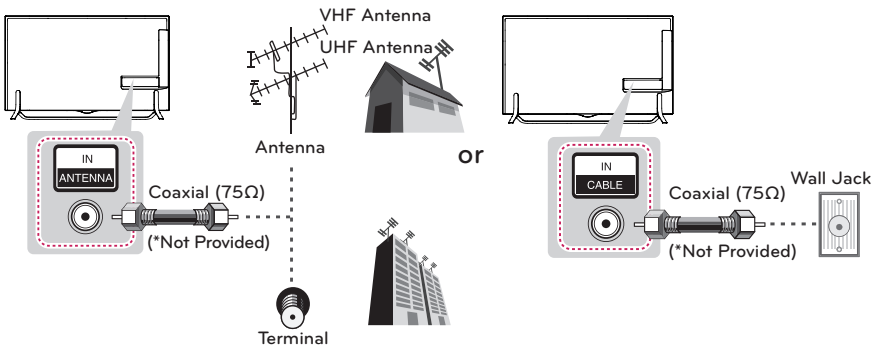 VHF Antenna
UHF Antenna
Antenna
IN
ANTENNA
Coaxial (75Ω)
(*Not Provided)
Terminal
or
IN
CABLE
Coaxial (75Ω)
(*Not Provided)
Wall Jack